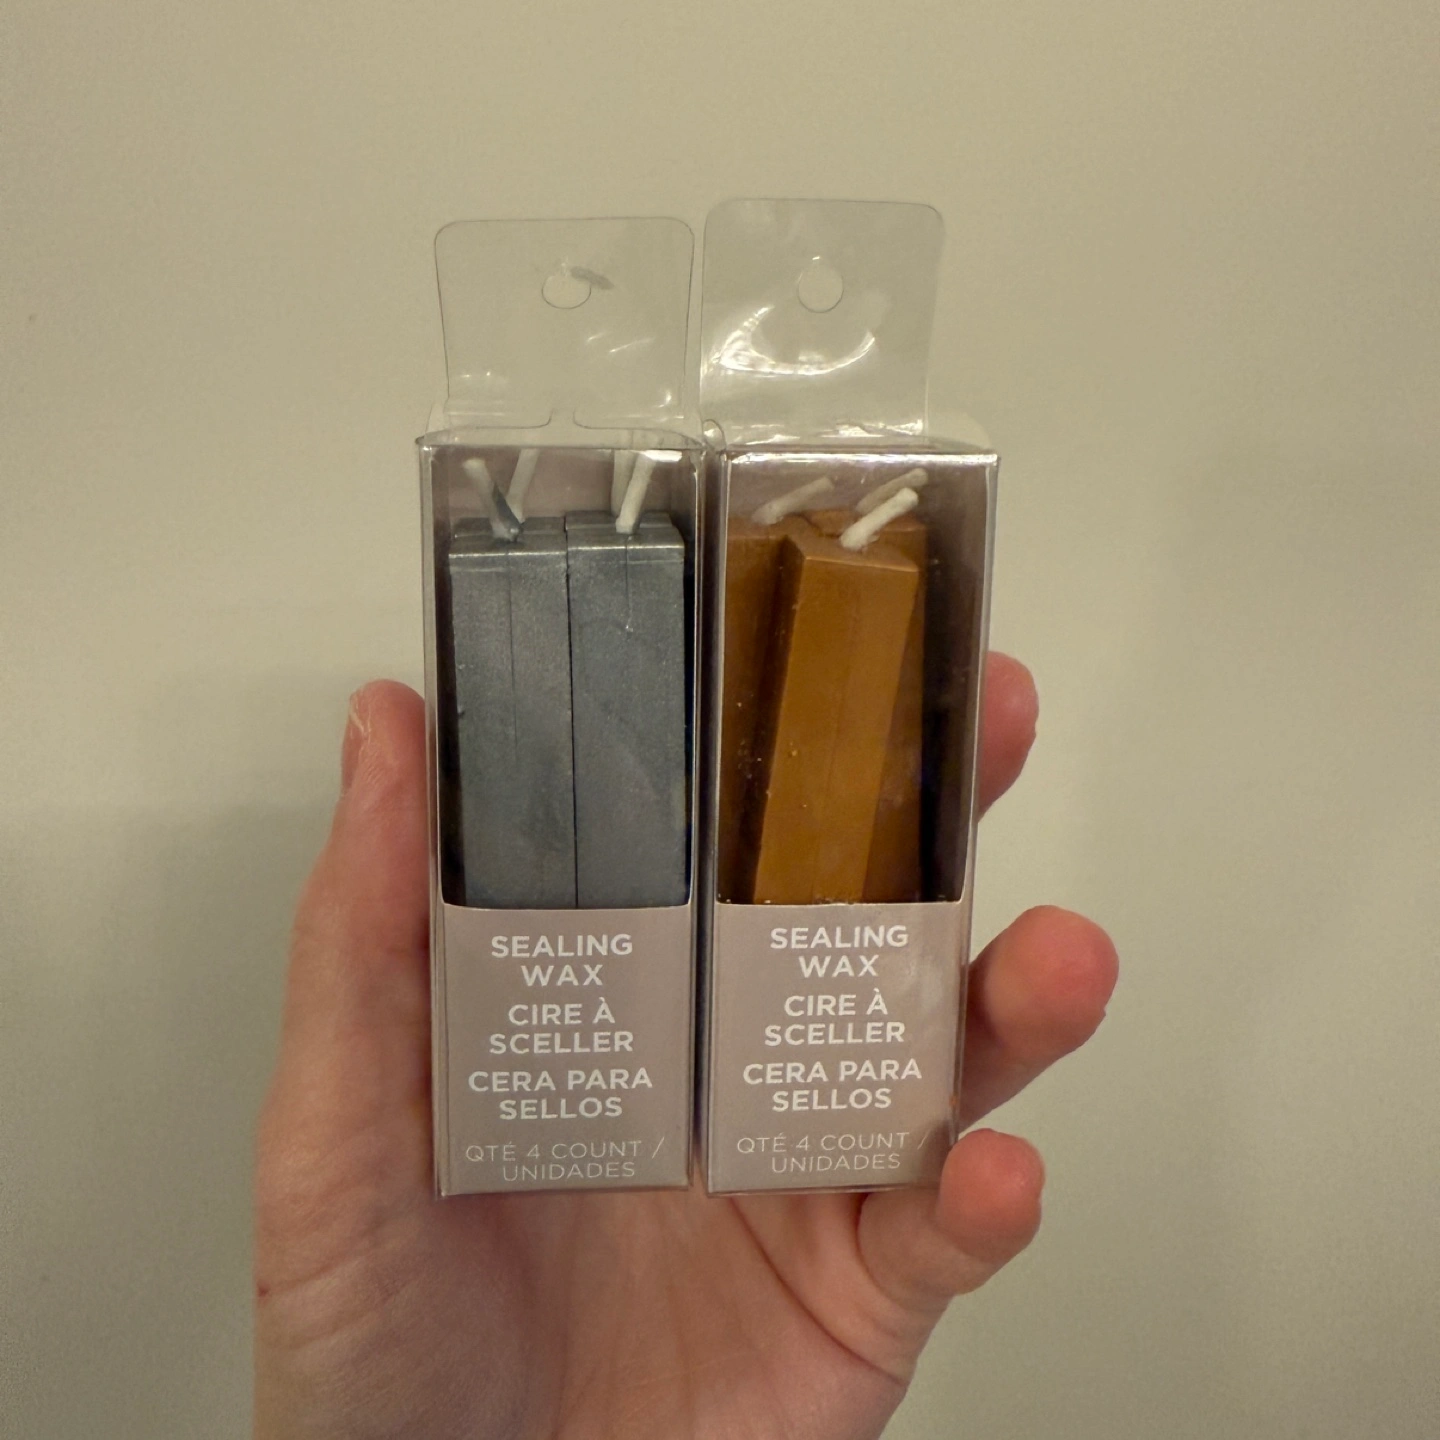 SEALING
WAX
CIRE À
SCELLER
CERA PARA
SELLOS
QTÉ 4 COUNT /
UNIDADES
SEALING
WAX
CIRE À
SCELLER
CERA PARA
SELLOS
QTÉ 4 COUNT /
UNIDADES